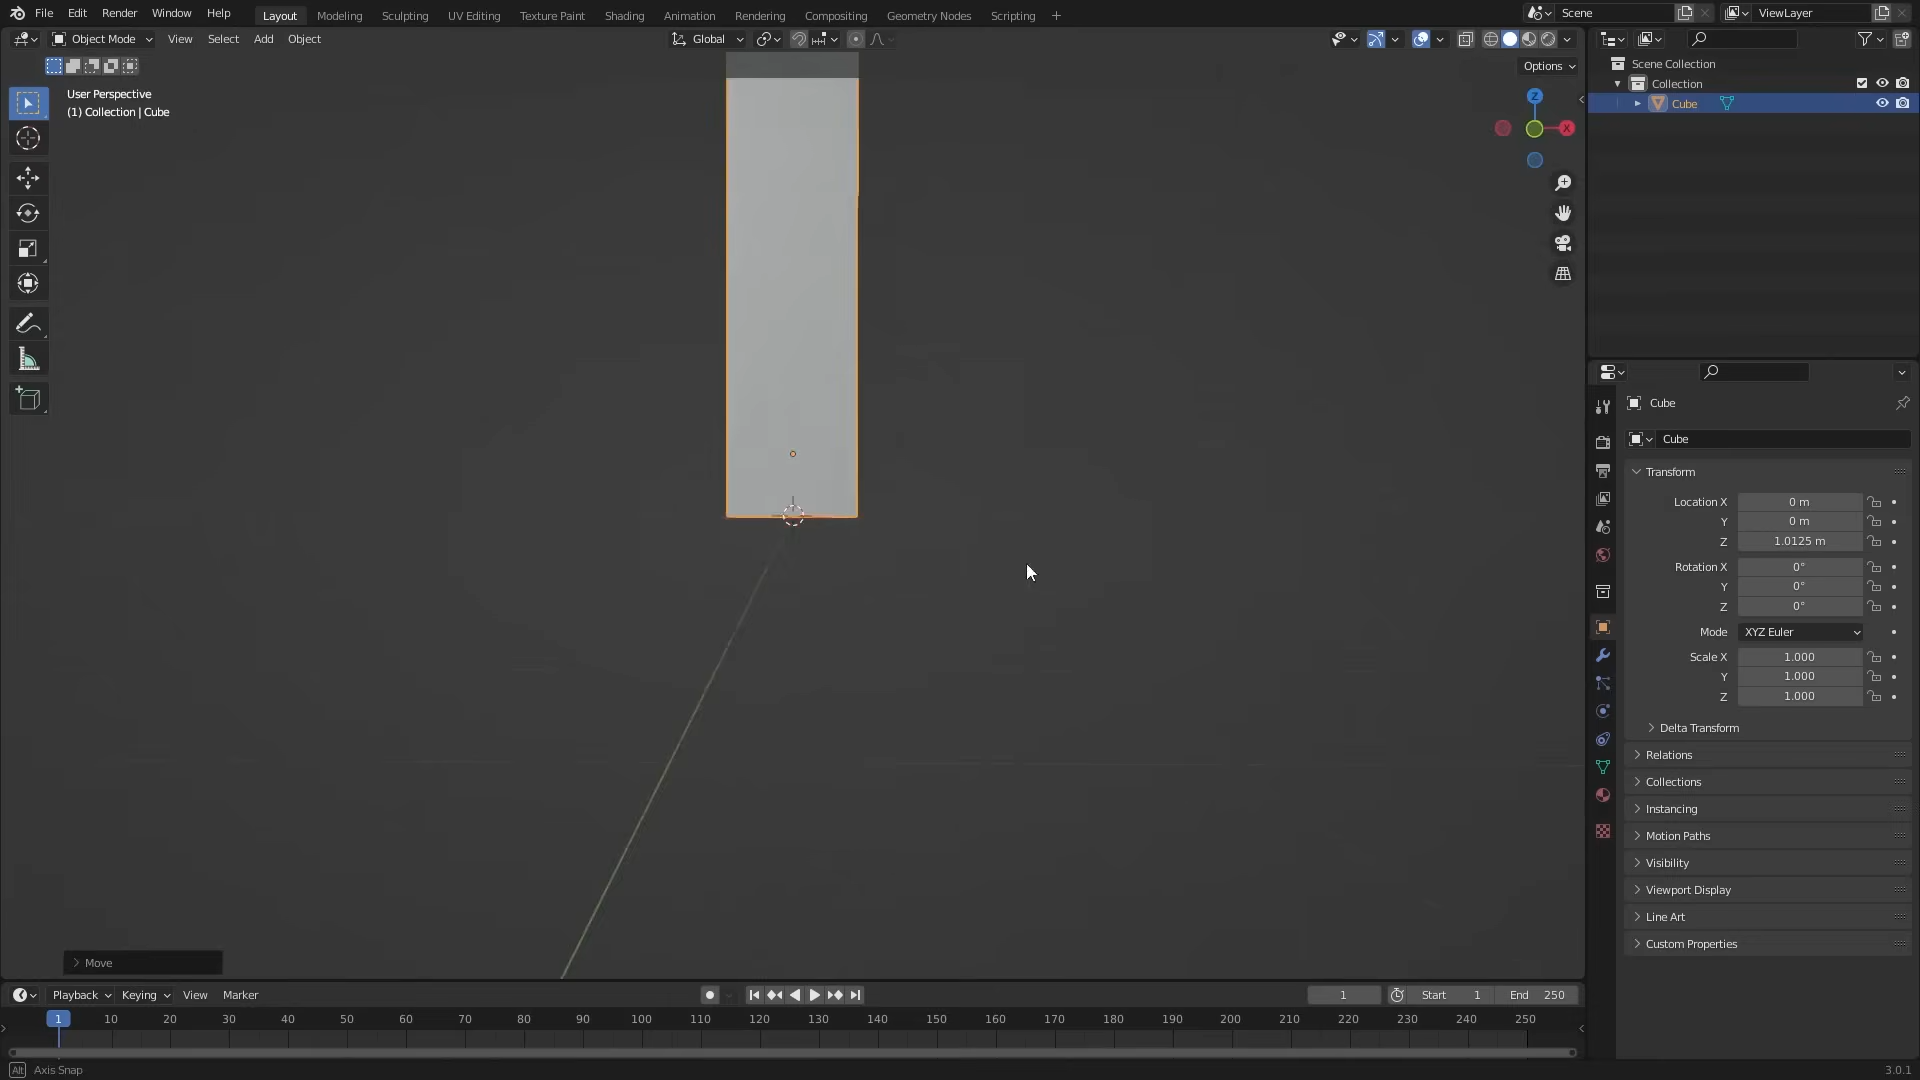 File Edit Render Window Help Layout Modeling Sculpting UV Editing Texture Paint Shading Animation Rendering Compositing Geometry Nodes Scripting + Scene ViewLayer
Object Mode View Select Add Object Global
Options
User Perspective
(1) Collection | Cube
Z
X
Scene Collection
Collection
Cube
Cube
Cube
Transform
Location X 0 m
Y 0 m
Z 1.0125 m
Rotation X 0°
Y 0°
Z 0°
Mode XYZ Euler
Scale X 1.000
Y 1.000
Z 1.000
Delta Transform
Relations
Collections
Instancing
Motion Paths
Visibility
Viewport Display
Line Art
Custom Properties
Move
Playback Keying View Marker 1 Start 1 End 250
1 10 20 30 40 50 60 70 80 90 100 110 120 130 140 150 160 170 180 190 200 210 220 230 240 250
Alt Axis Snap 3.0.1